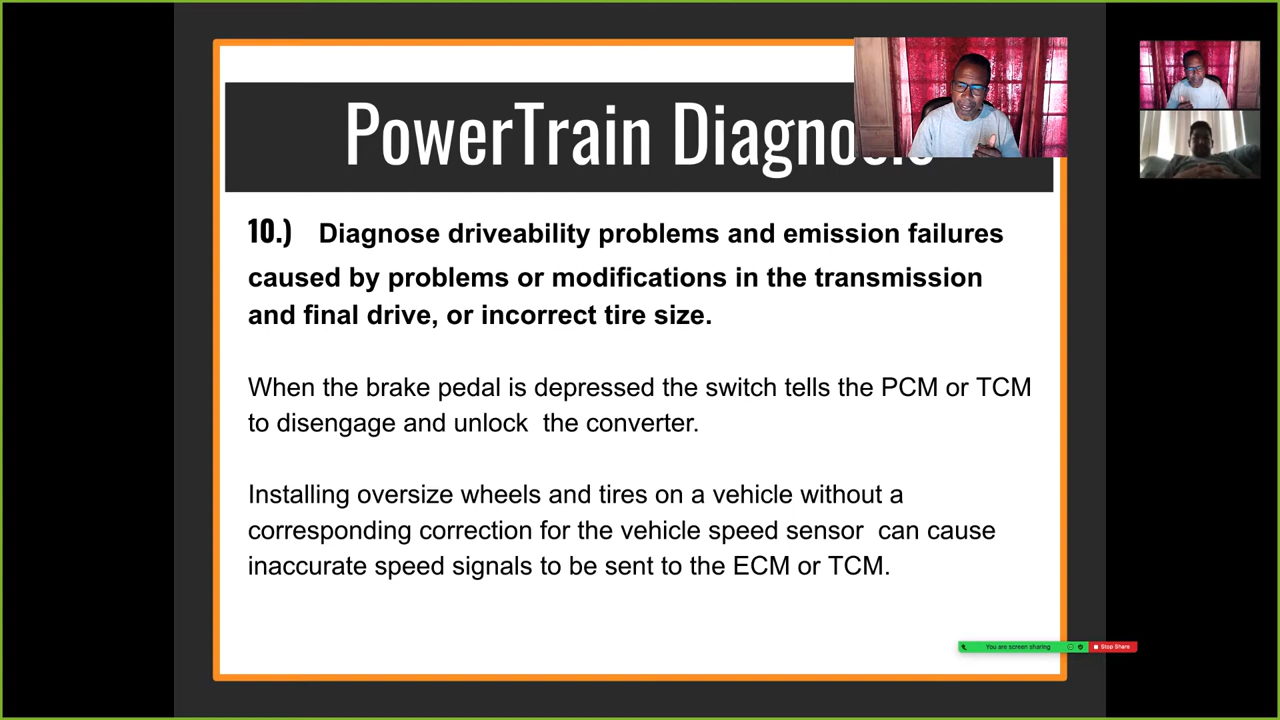 PowerTrain Diagnosis
10.) Diagnose driveability problems and emission failures
caused by problems or modifications in the transmission
and final drive, or incorrect tire size.
When the brake pedal is depressed the switch tells the PCM or TCM
to disengage and unlock the converter.
Installing oversize wheels and tires on a vehicle without a
corresponding correction for the vehicle speed sensor can cause
inaccurate speed signals to be sent to the ECM or TCM.
You are screen sharing Stop Share